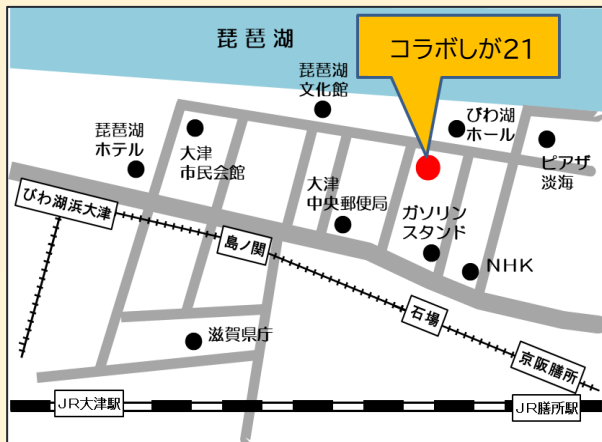 琵琶湖
コラボしが21
琵琶湖
文化館
びわ湖
ホール
琵琶湖
ホテル
大津
市民会館
ピアザ
淡海
大津
中央郵便局
ガソリン
スタンド
びわ湖浜大津
島ノ関
NHK
石場
滋賀県庁
京阪膳所
JR大津駅
JR膳所駅